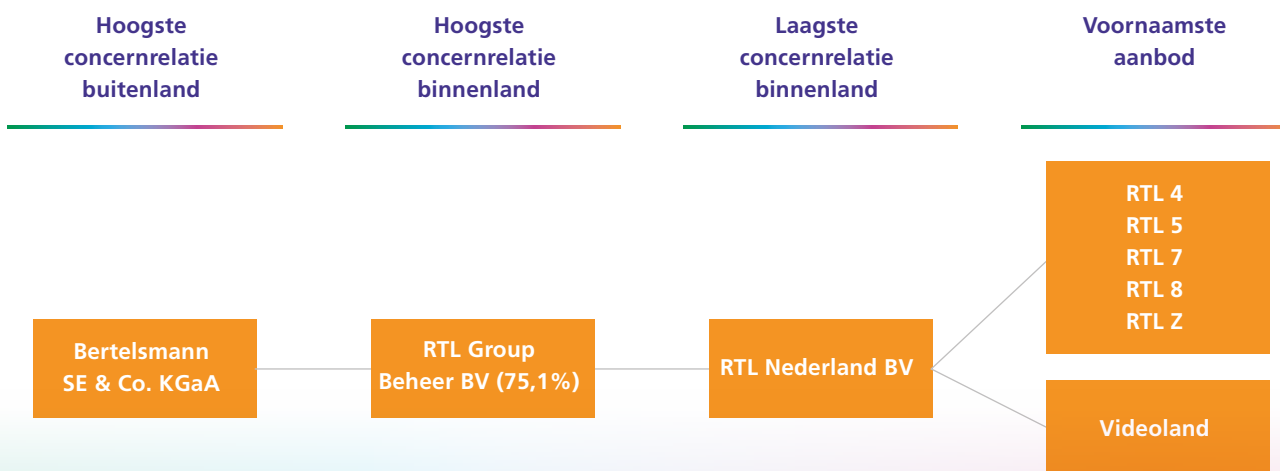 Hoogste
concernrelatie
buitenland
Hoogste
concernrelatie
binnenland
Laagste
concernrelatie
binnenland
Voornaamste
aanbod
Bertelsmann
SE & Co. KGaA
RTL Group
Beheer BV (75,1%)
RTL Nederland BV
RTL 4
RTL 5
RTL 7
RTL 8
RTL Z
Videoland